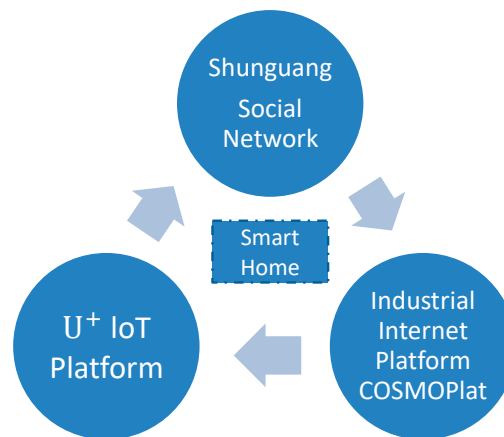 Shunguang
Social
Network
Smart
Home
U⁺ IoT
Platform
Industrial
Internet
Platform
COSMOPlat